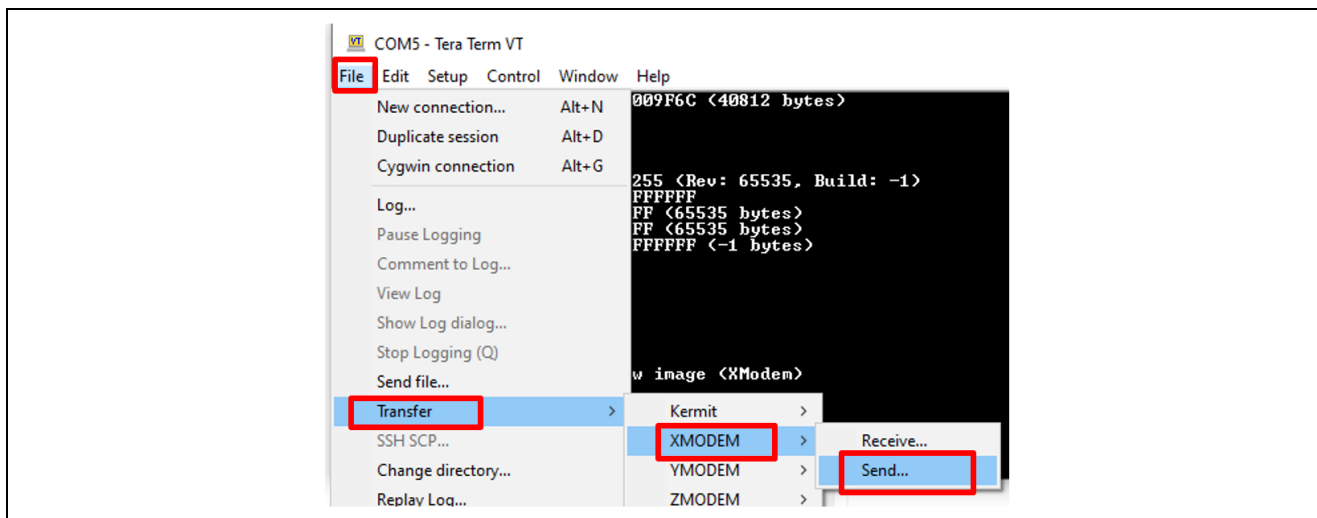 COM5 - Tera Term VT
File Edit Setup Control Window Help
New connection... Alt+N
Duplicate session Alt+D
Cygwin connection Alt+G
Log...
Pause Logging
Comment to Log...
View Log
Show Log dialog...
Stop Logging (Q)
Send file...
Transfer >
SSH SCP...
Change directory...
Replay Log...
009F6C (40812 bytes)
255 (Rev: 65535, Build: -1)
FFFFFF
FF (65535 bytes)
FF (65535 bytes)
FFFFFF (-1 bytes)
w image (XModem)
Kermit >
XMODEM >
YMODEM >
ZMODEM >
Receive...
Send...